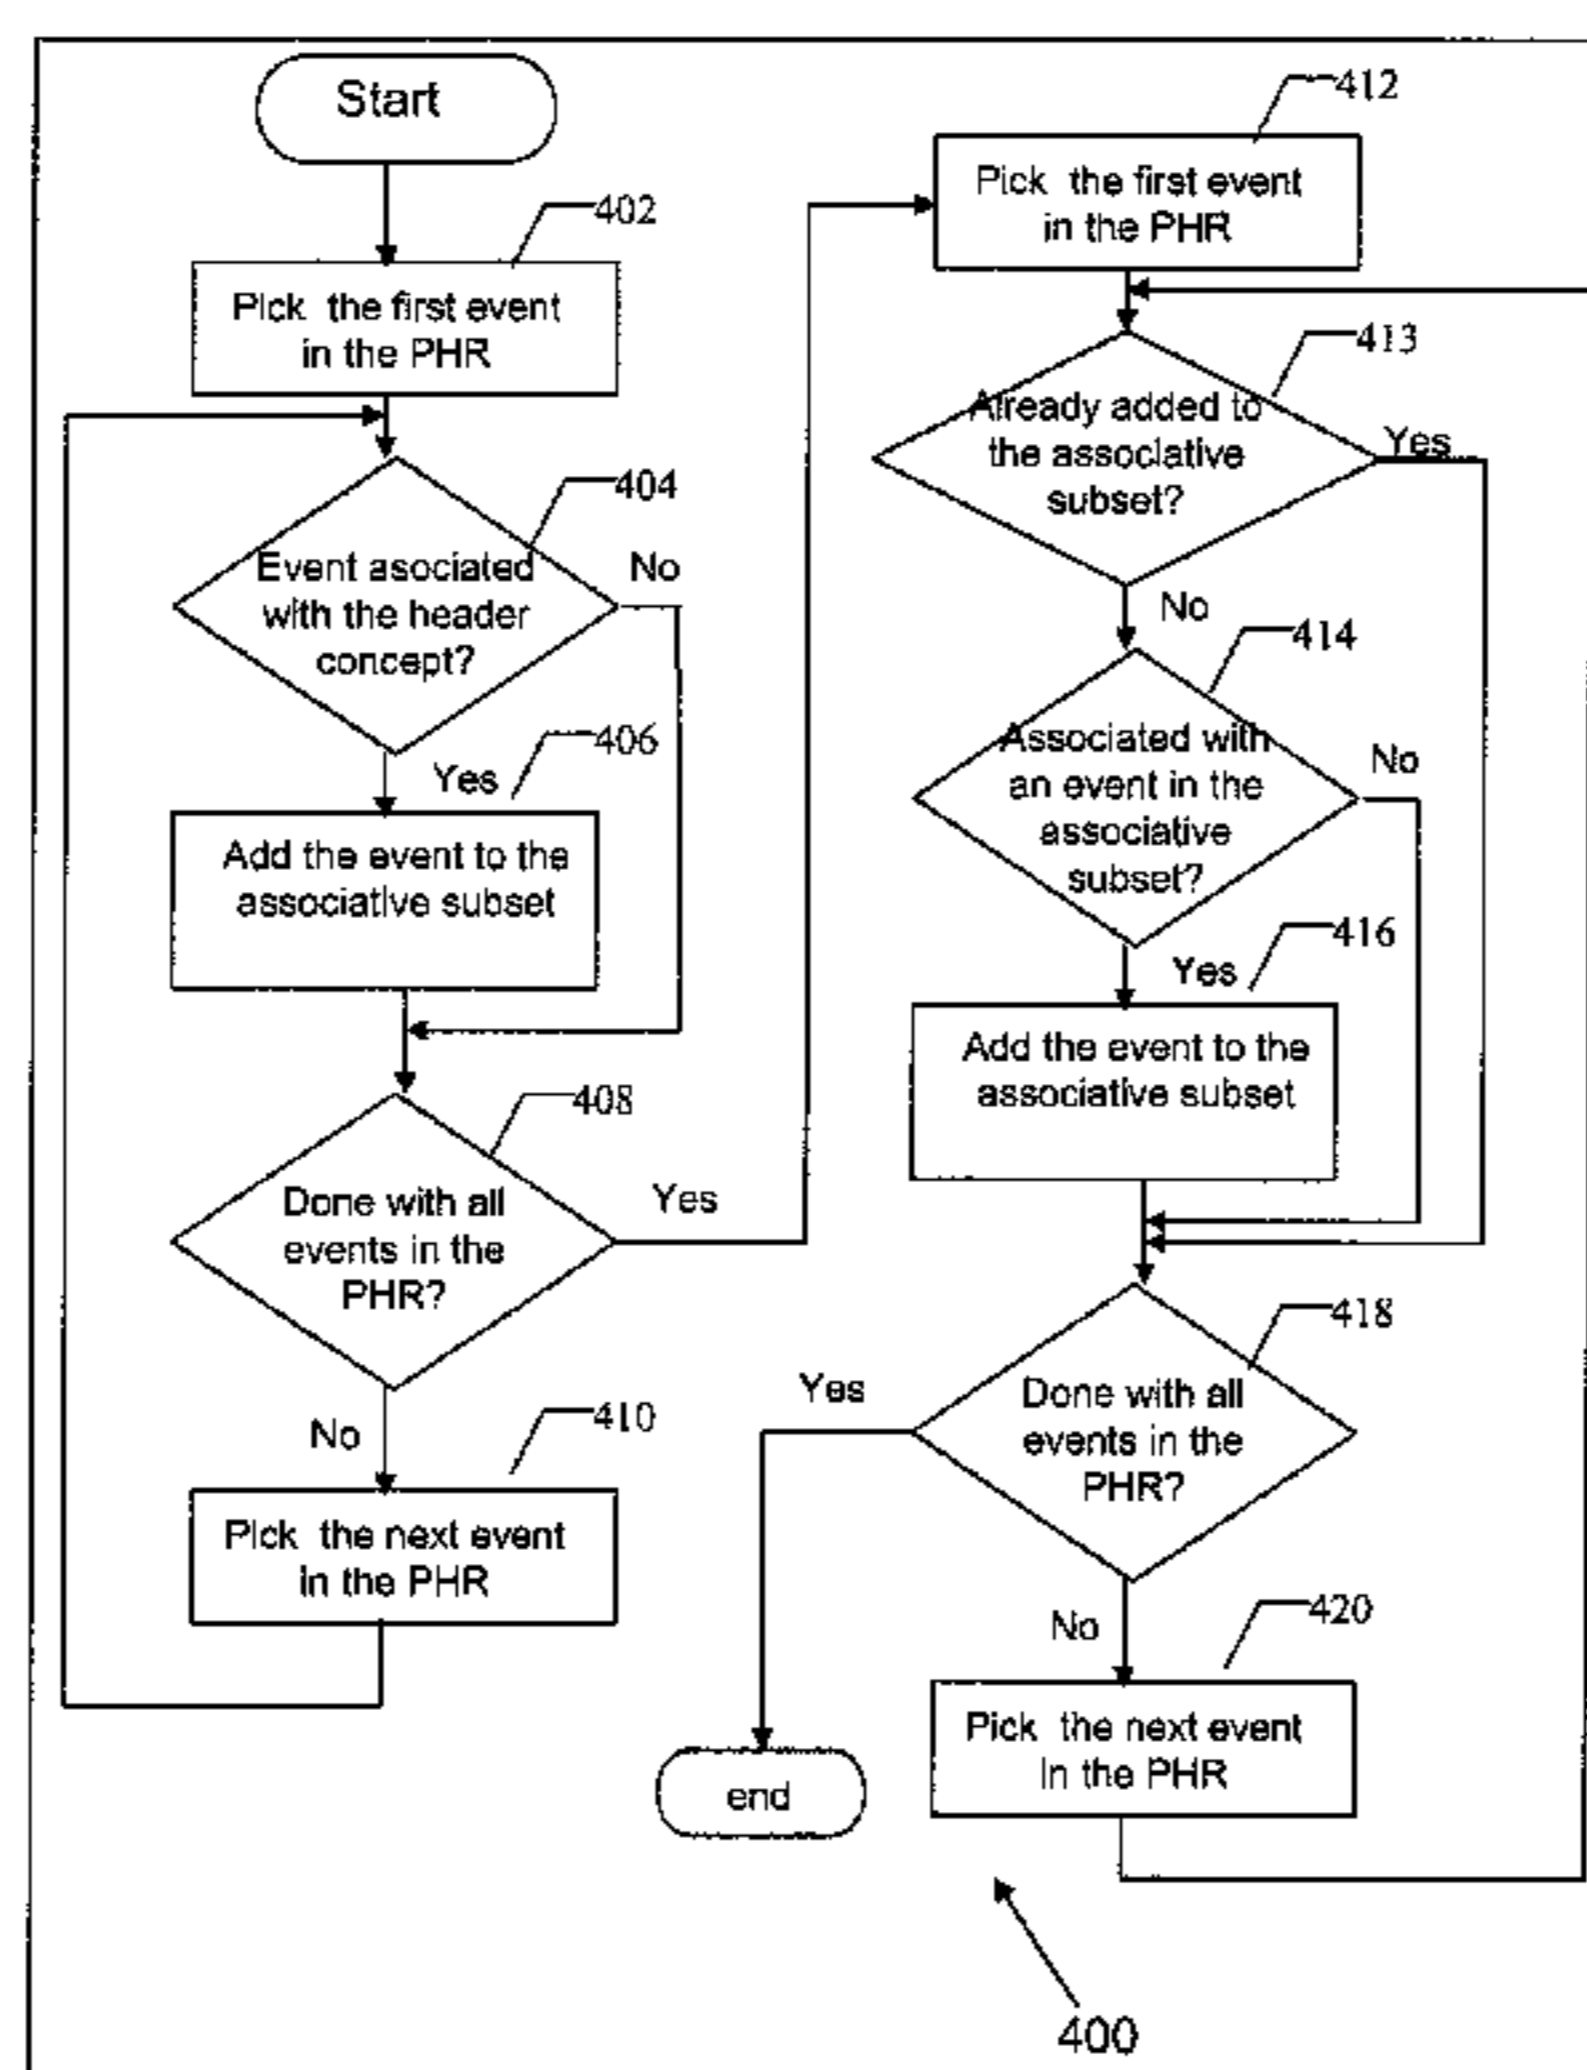 Start
402
Pick the first event
in the PHR
404
Event asociated
with the header
concept?
No
Yes
406
Add the event to the
associative subset
408
Done with all
events in the
PHR?
Yes
No
410
Pick the next event
in the PHR
412
Pick the first event
in the PHR
413
Already added to
the associative
subset?
Yes
No
414
Associated with
an event in the
associative
subset?
No
Yes
416
Add the event to the
associative subset
418
Done with all
events in the
PHR?
Yes
No
420
Pick the next event
in the PHR
end
400